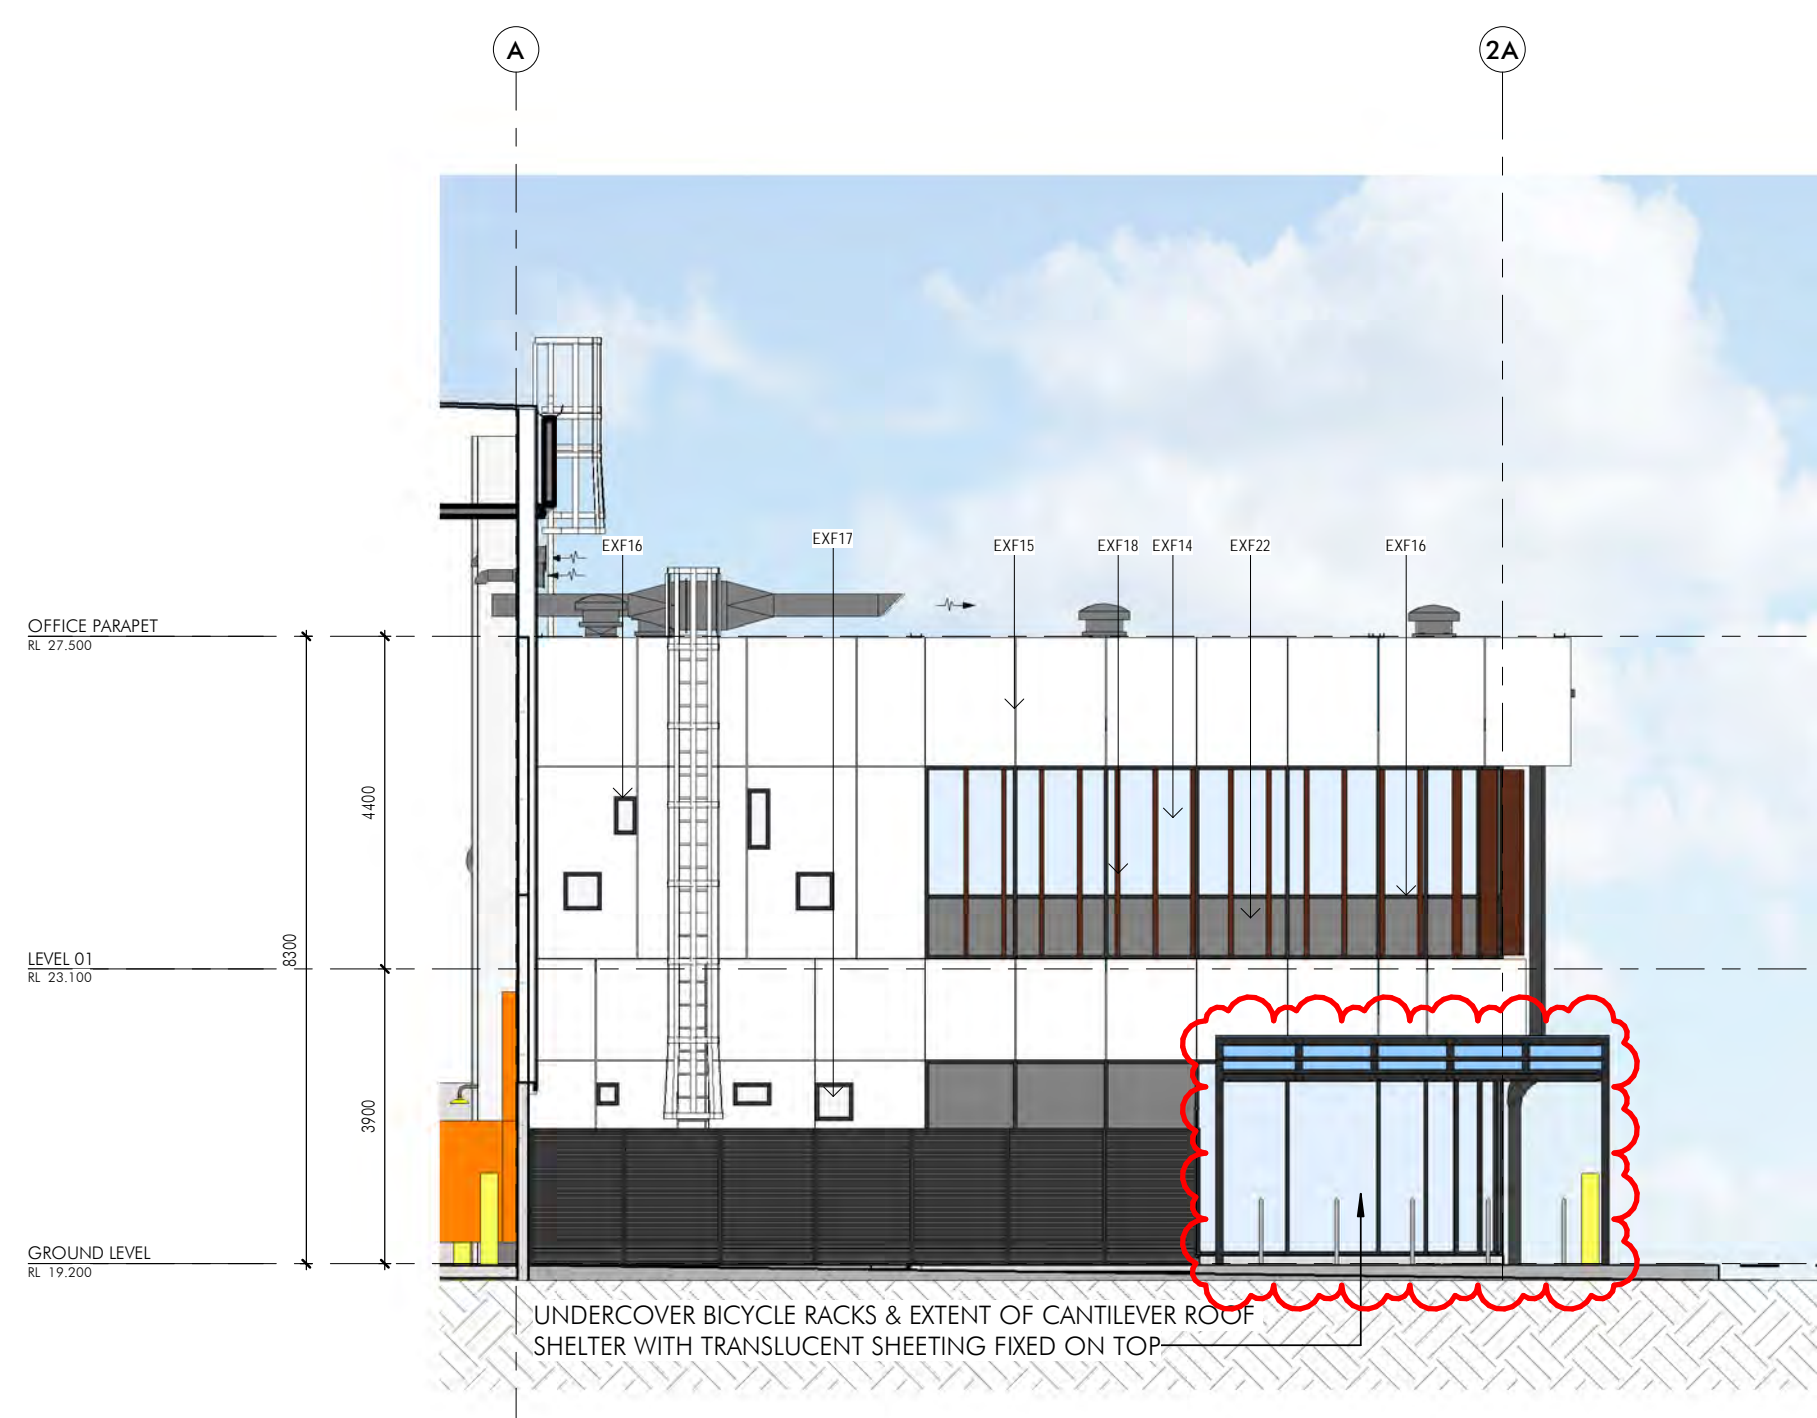 A
2A
EXF16
EXF17
EXF15
EXF18
EXF14
EXF22
EXF16
OFFICE PARAPET
RL 27.500
4400
8300
LEVEL 01
RL 23.100
3900
GROUND LEVEL
RL 19.200
UNDERCOVER BICYCLE RACKS & EXTENT OF CANTILEVER ROOF
SHELTER WITH TRANSLUCENT SHEETING FIXED ON TOP